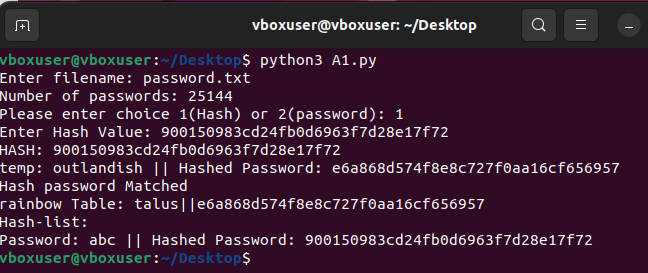 vboxuser@vboxuser: ~/Desktop
vboxuser@vboxuser:~/Desktop$ python3 A1.py
Enter filename: password.txt
Number of passwords: 25144
Please enter choice 1(Hash) or 2(password): 1
Enter Hash Value: 900150983cd24fb0d6963f7d28e17f72
HASH: 900150983cd24fb0d6963f7d28e17f72
temp: outlandish || Hashed Password: e6a868d574f8e8c727f0aa16cf656957
Hash password Matched
rainbow Table: talus||e6a868d574f8e8c727f0aa16cf656957
Hash-list:
Password: abc || Hashed Password: 900150983cd24fb0d6963f7d28e17f72
vboxuser@vboxuser:~/Desktop$